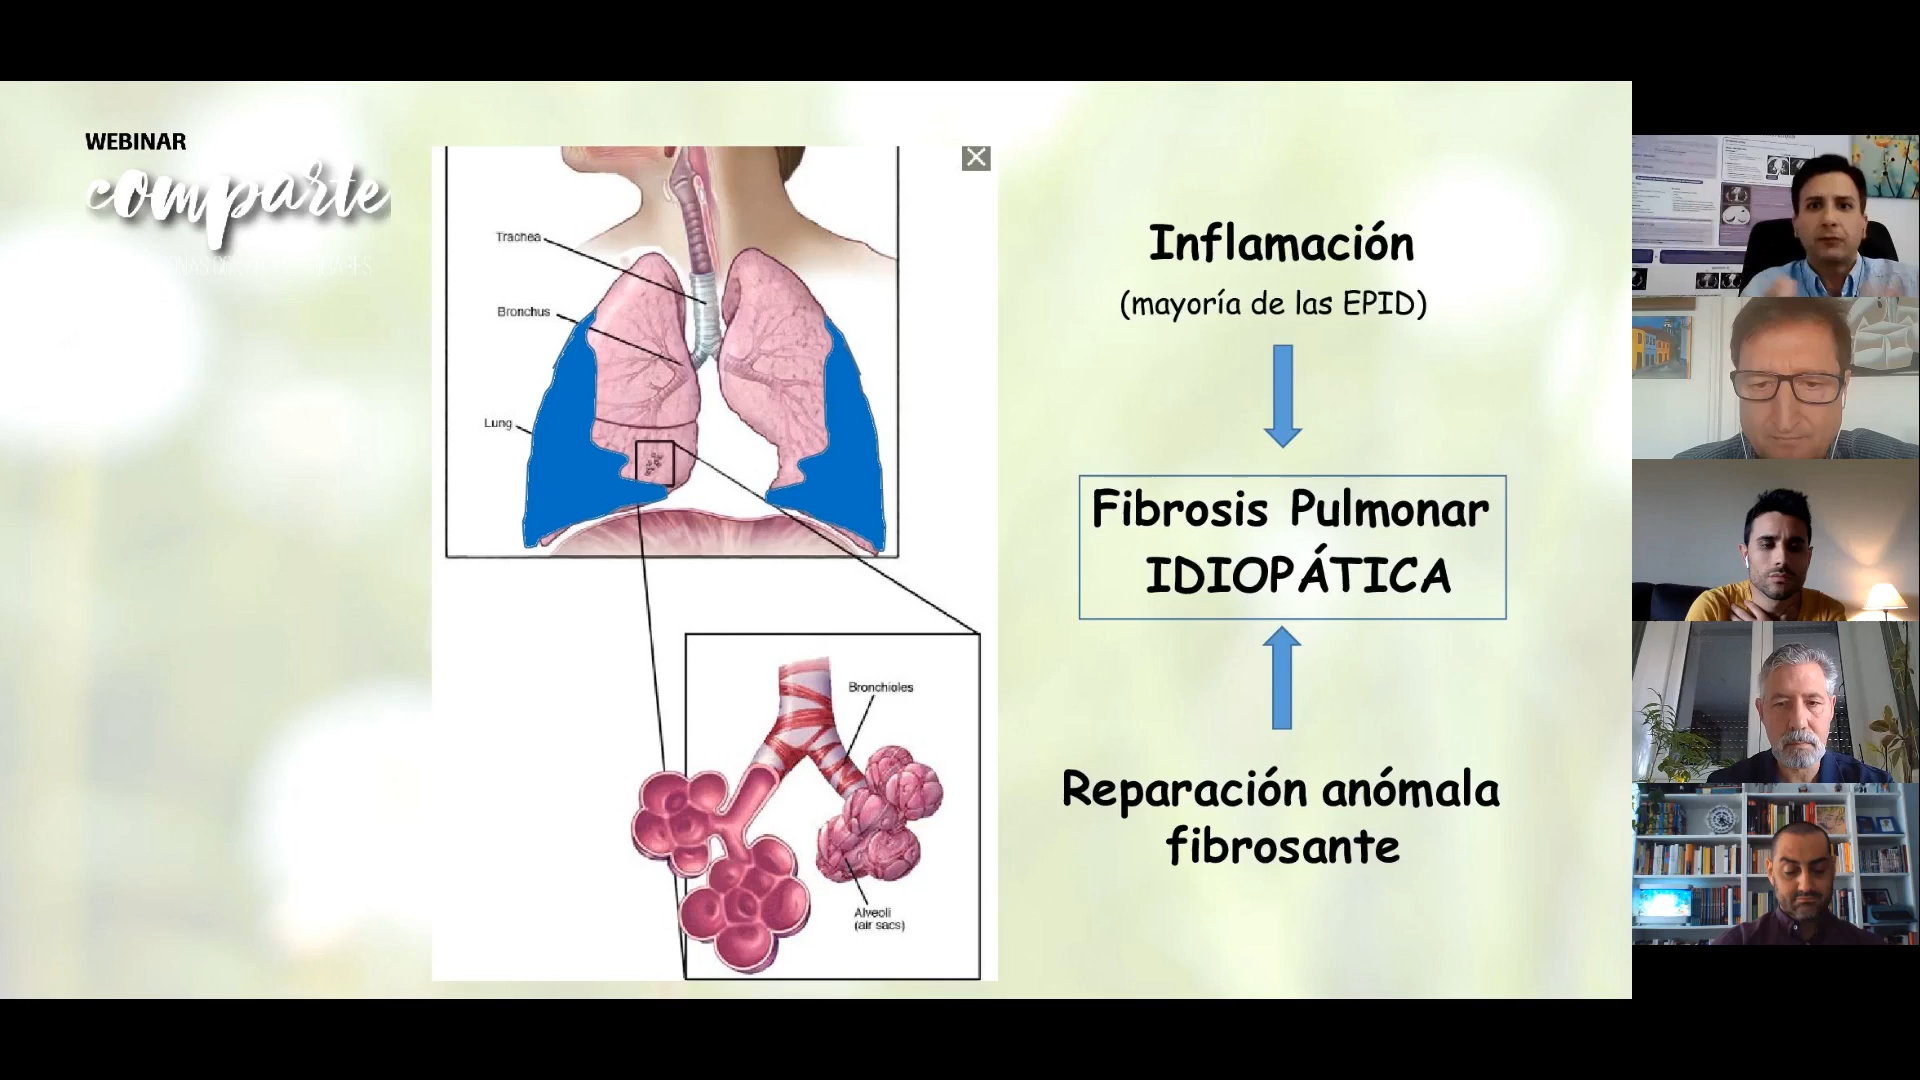 WEBINAR
comparte
Trachea
Bronchus
Lung
Bronchioles
Alveoli
(air sacs)
Inflamación
(mayoría de las EPID)
Fibrosis Pulmonar
IDIOPÁTICA
Reparación anómala
fibrosante